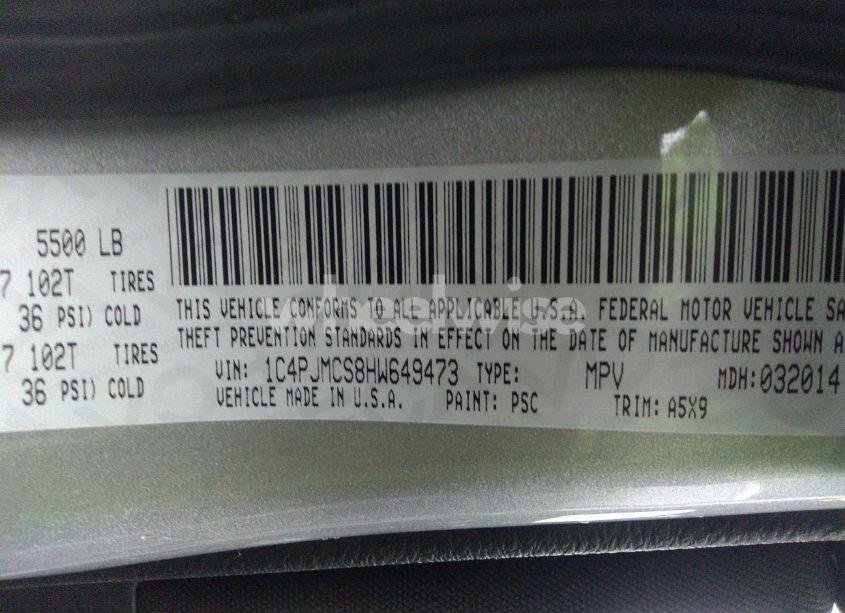 5500 LB
7 102T TIRES
36 PSI) COLD
7 102T TIRES
36 PSI) COLD
THIS VEHICLE CONFORMS TO ALL APPLICABLE U.S.A. FEDERAL MOTOR VEHICLE SA
THEFT PREVENTION STANDARDS IN EFFECT ON THE DATE OF MANUFACTURE SHOWN A
VIN: 1C4PJMCS8HW649473 TYPE: MPV MDH:032014
VEHICLE MADE IN U.S.A. PAINT: PSC TRIM: A5X9
wheelwise